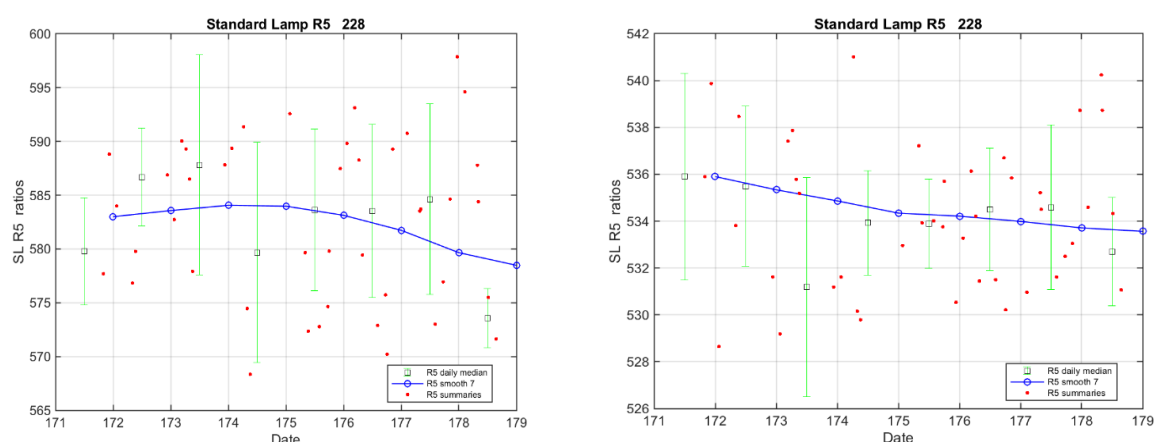 Standard Lamp R5 228
600
595
590
585
580
575
570
565
SL R5 ratios
171 172 173 174 175 176 177 178 179
Date
R5 daily median
R5 smooth 7
R5 summaries
Standard Lamp R5 228
542
540
538
536
534
532
530
528
526
SL R5 ratios
171 172 173 174 175 176 177 178 179
Date
R5 daily median
R5 smooth 7
R5 summaries